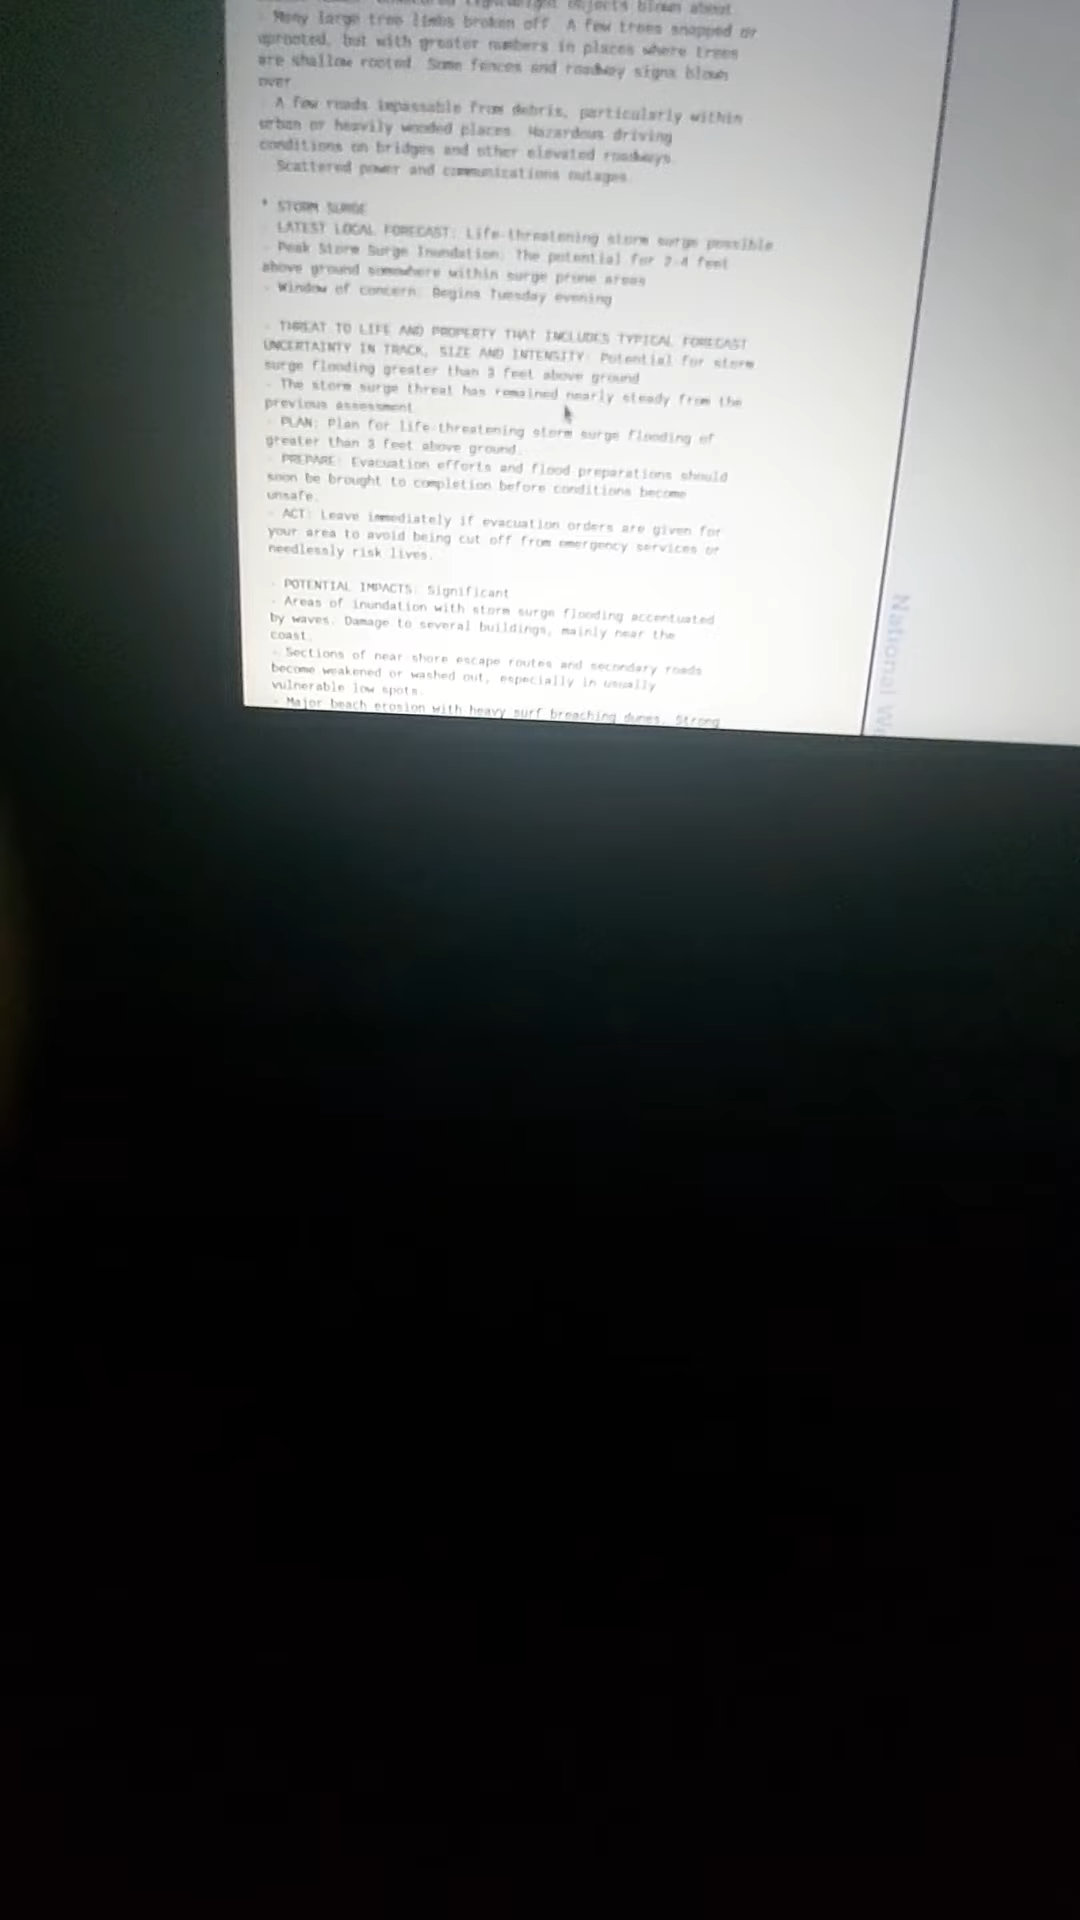 objects blown about
- Many large tree limbs broken off. A few trees snapped or
uprooted, but with greater numbers in places where trees
are shallow rooted. Some fences and roadway signs blown
over.
- A few roads impassable from debris, particularly within
urban or heavily wooded places. Hazardous driving
conditions on bridges and other elevated roadways.
- Scattered power and communications outages.
* STORM SURGE
- LATEST LOCAL FORECAST: Life-threatening storm surge possible
- Peak Storm Surge Inundation: The potential for 2-4 feet
above ground somewhere within surge prone areas
- Window of concern: Begins Tuesday evening
- THREAT TO LIFE AND PROPERTY THAT INCLUDES TYPICAL FORECAST
UNCERTAINTY IN TRACK, SIZE AND INTENSITY: Potential for storm
surge flooding greater than 3 feet above ground
- The storm surge threat has remained nearly steady from the
previous assessment.
- PLAN: Plan for life-threatening storm surge flooding of
greater than 3 feet above ground.
- PREPARE: Evacuation efforts and flood preparations should
soon be brought to completion before conditions become
unsafe.
- ACT: Leave immediately if evacuation orders are given for
your area to avoid being cut off from emergency services or
needlessly risk lives.
- POTENTIAL IMPACTS: Significant
- Areas of inundation with storm surge flooding accentuated
by waves. Damage to several buildings, mainly near the
coast.
- Sections of near-shore escape routes and secondary roads
become weakened or washed out, especially in usually
vulnerable low spots.
- Major beach erosion with heavy surf breaching dunes. Strong
National